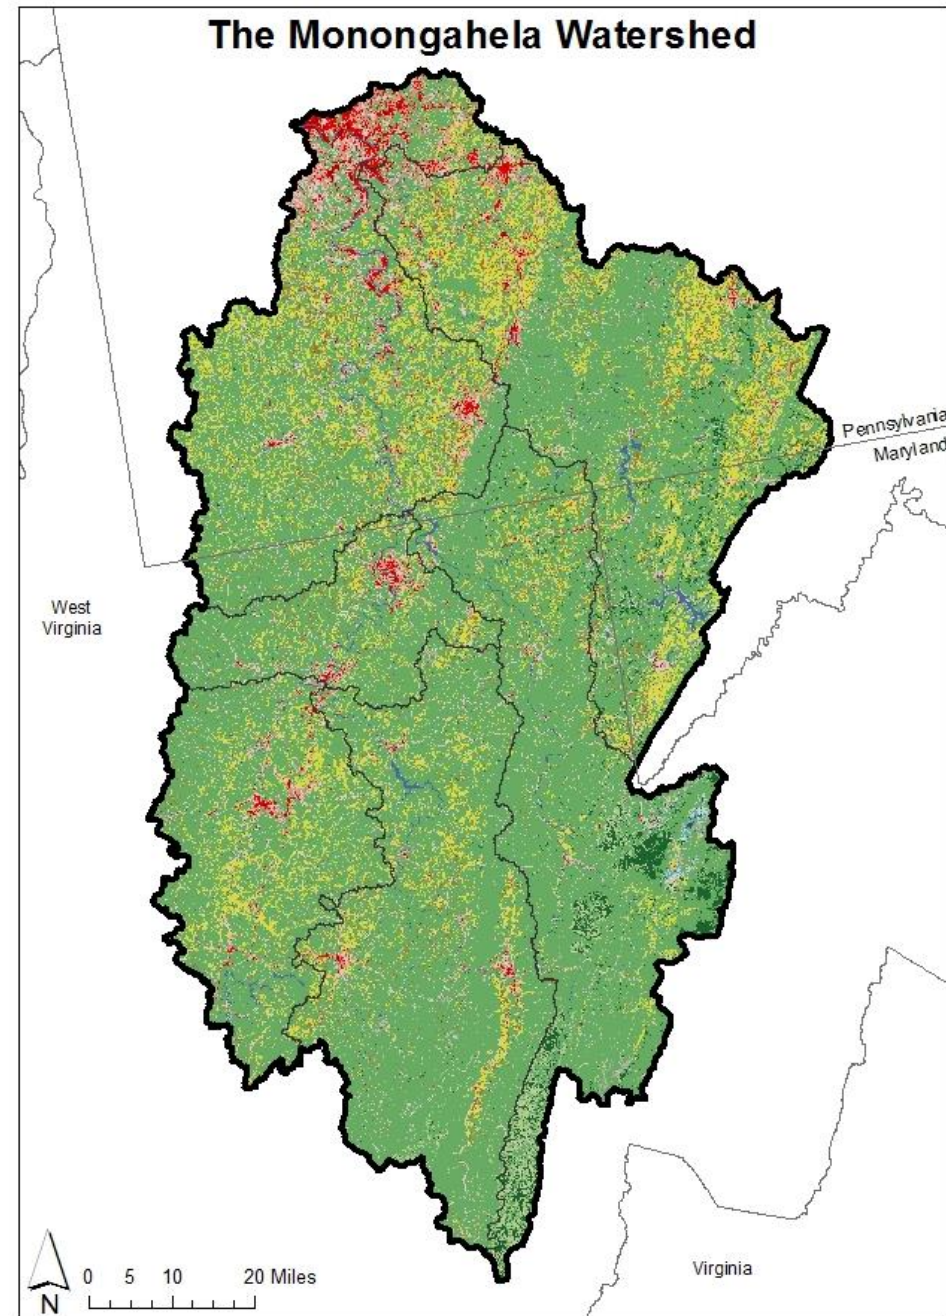 The Monongahela Watershed
Pennsylvania
Maryland
West
Virginia
N
0 5 10 20 Miles
Virginia